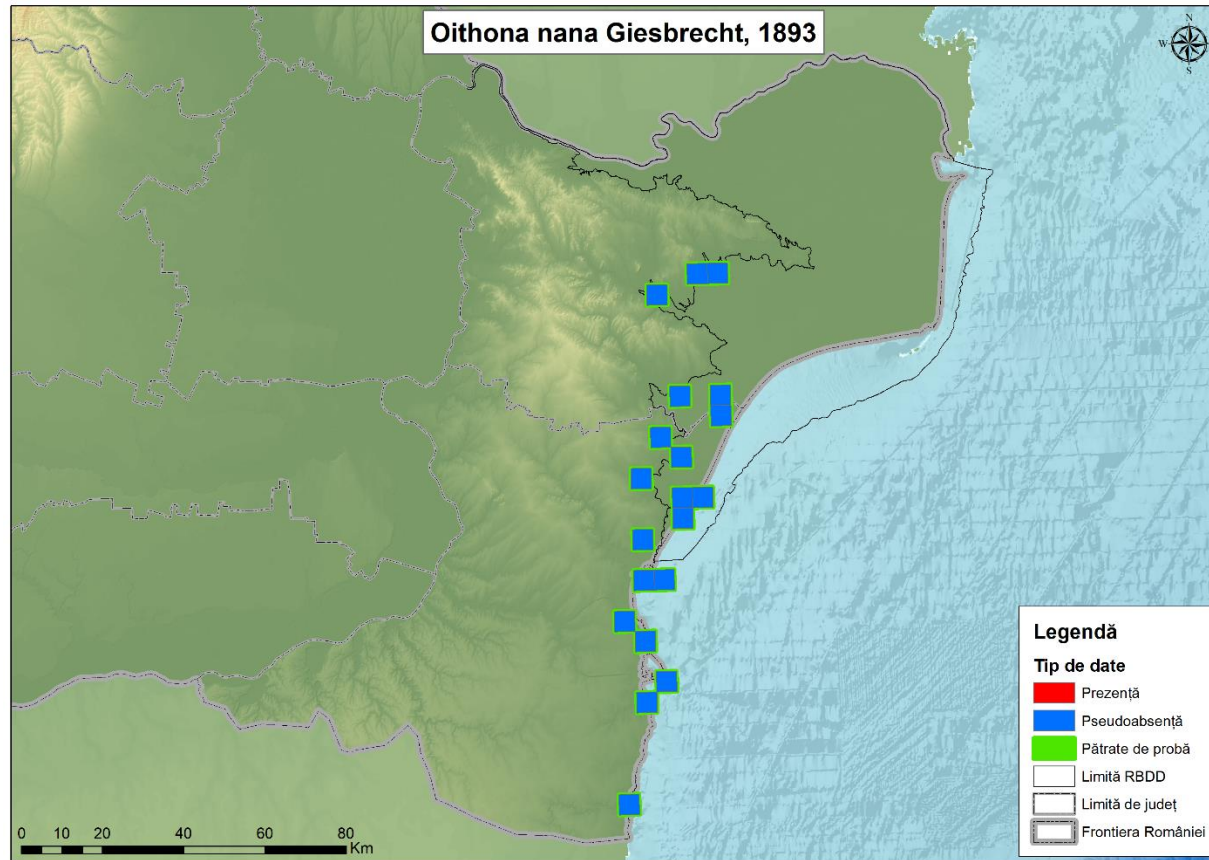 Oithona nana Giesbrecht, 1893
N
W E
S
Legendă
Tip de date
Prezență
Pseudoabsență
Pătrate de probă
Limită RBDD
Limită de județ
Frontiera României
0 10 20 40 60 80
Km